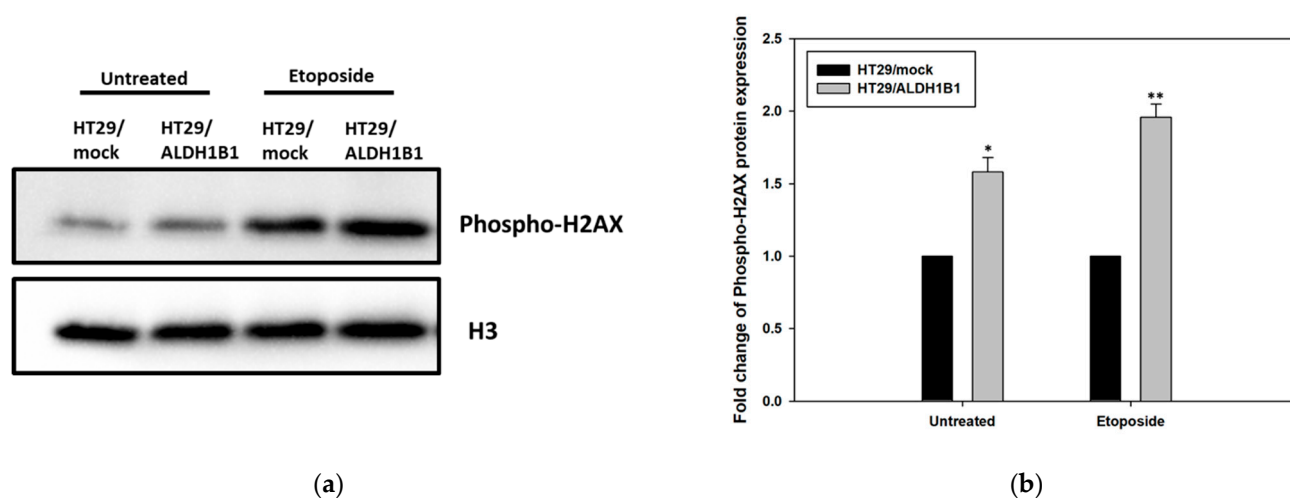 Untreated
Etoposide
HT29/
mock
HT29/
ALDH1B1
HT29/
mock
HT29/
ALDH1B1
Phospho-H2AX
H3
(a)
Fold change of Phospho-H2AX protein expression
2.5
2.0
1.5
1.0
0.5
0.0
HT29/mock
HT29/ALDH1B1
*
**
Untreated
Etoposide
(b)